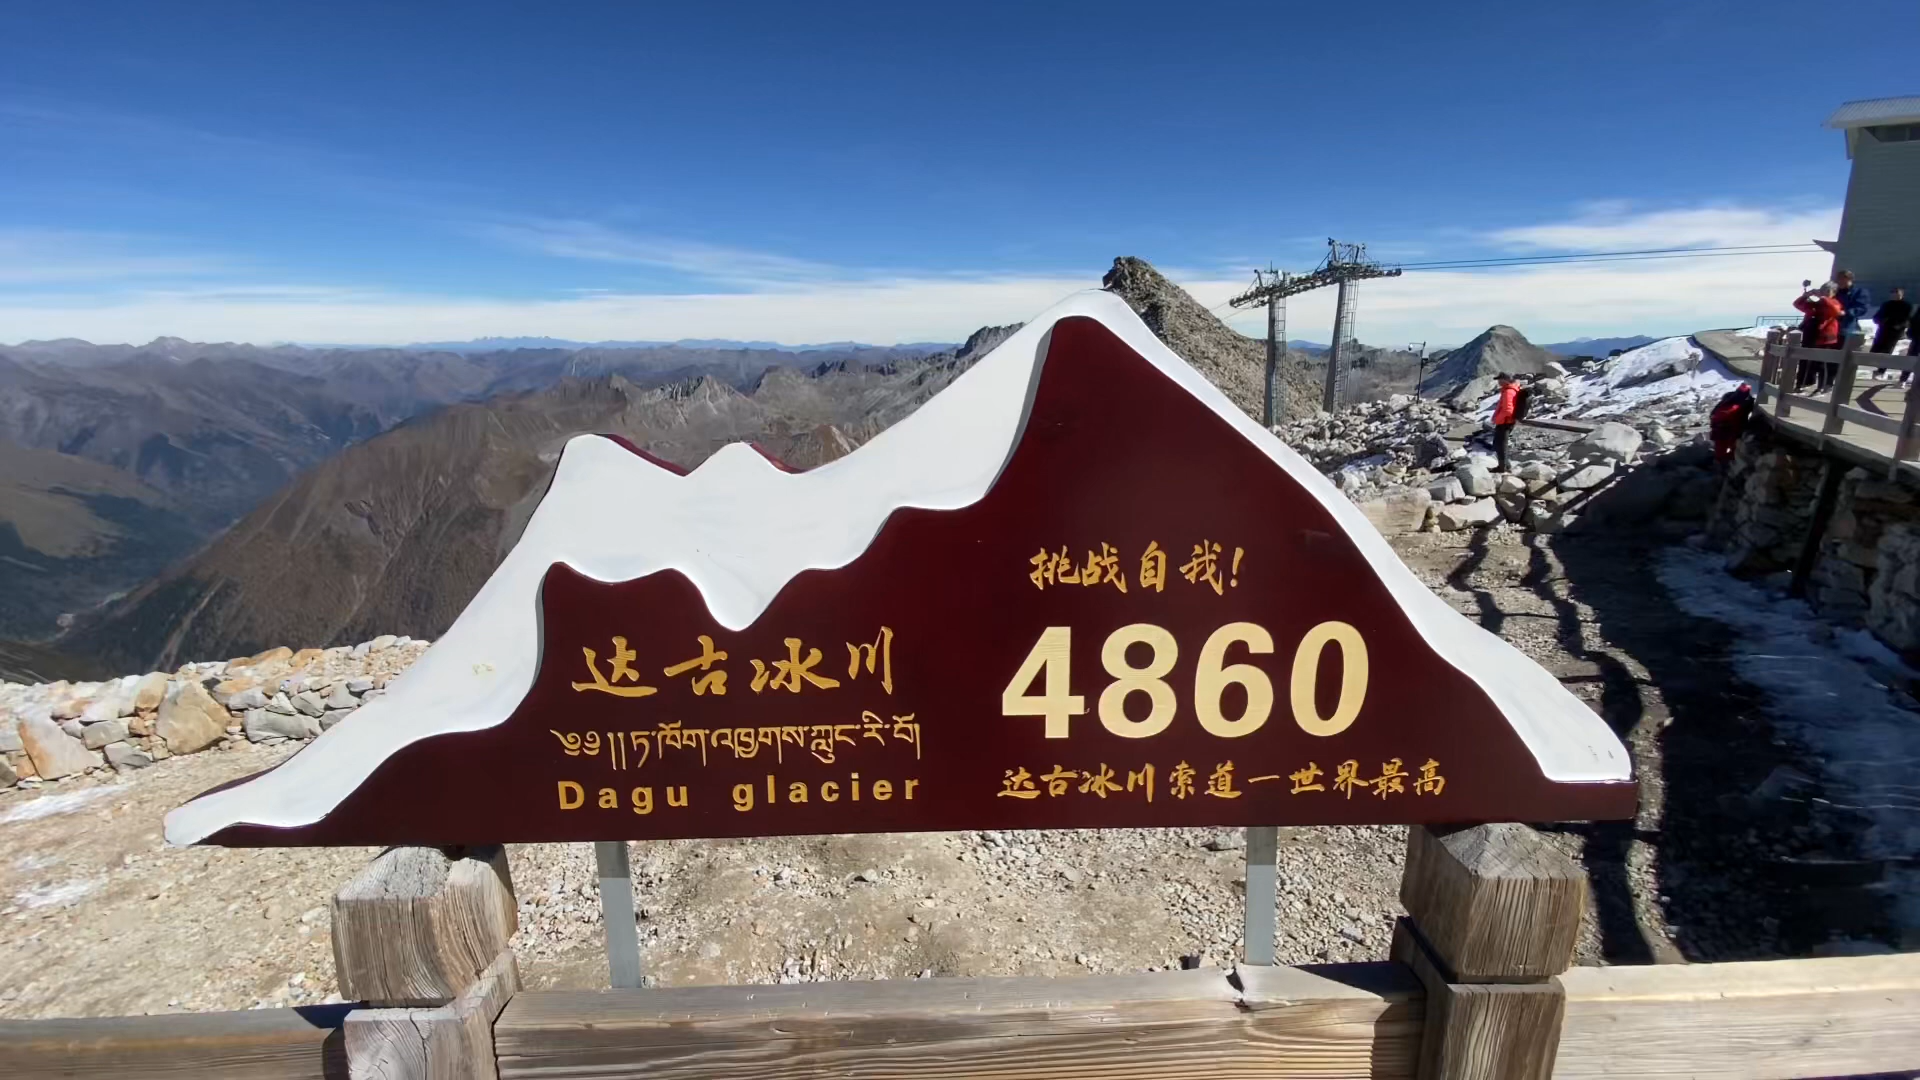 达古冰川
༄༅།།ཏ་ཁོག་འཁྱགས་ཀླུང་རི་བོ།
Dagu glacier
挑战自我！
4860
达古冰川索道一世界最高